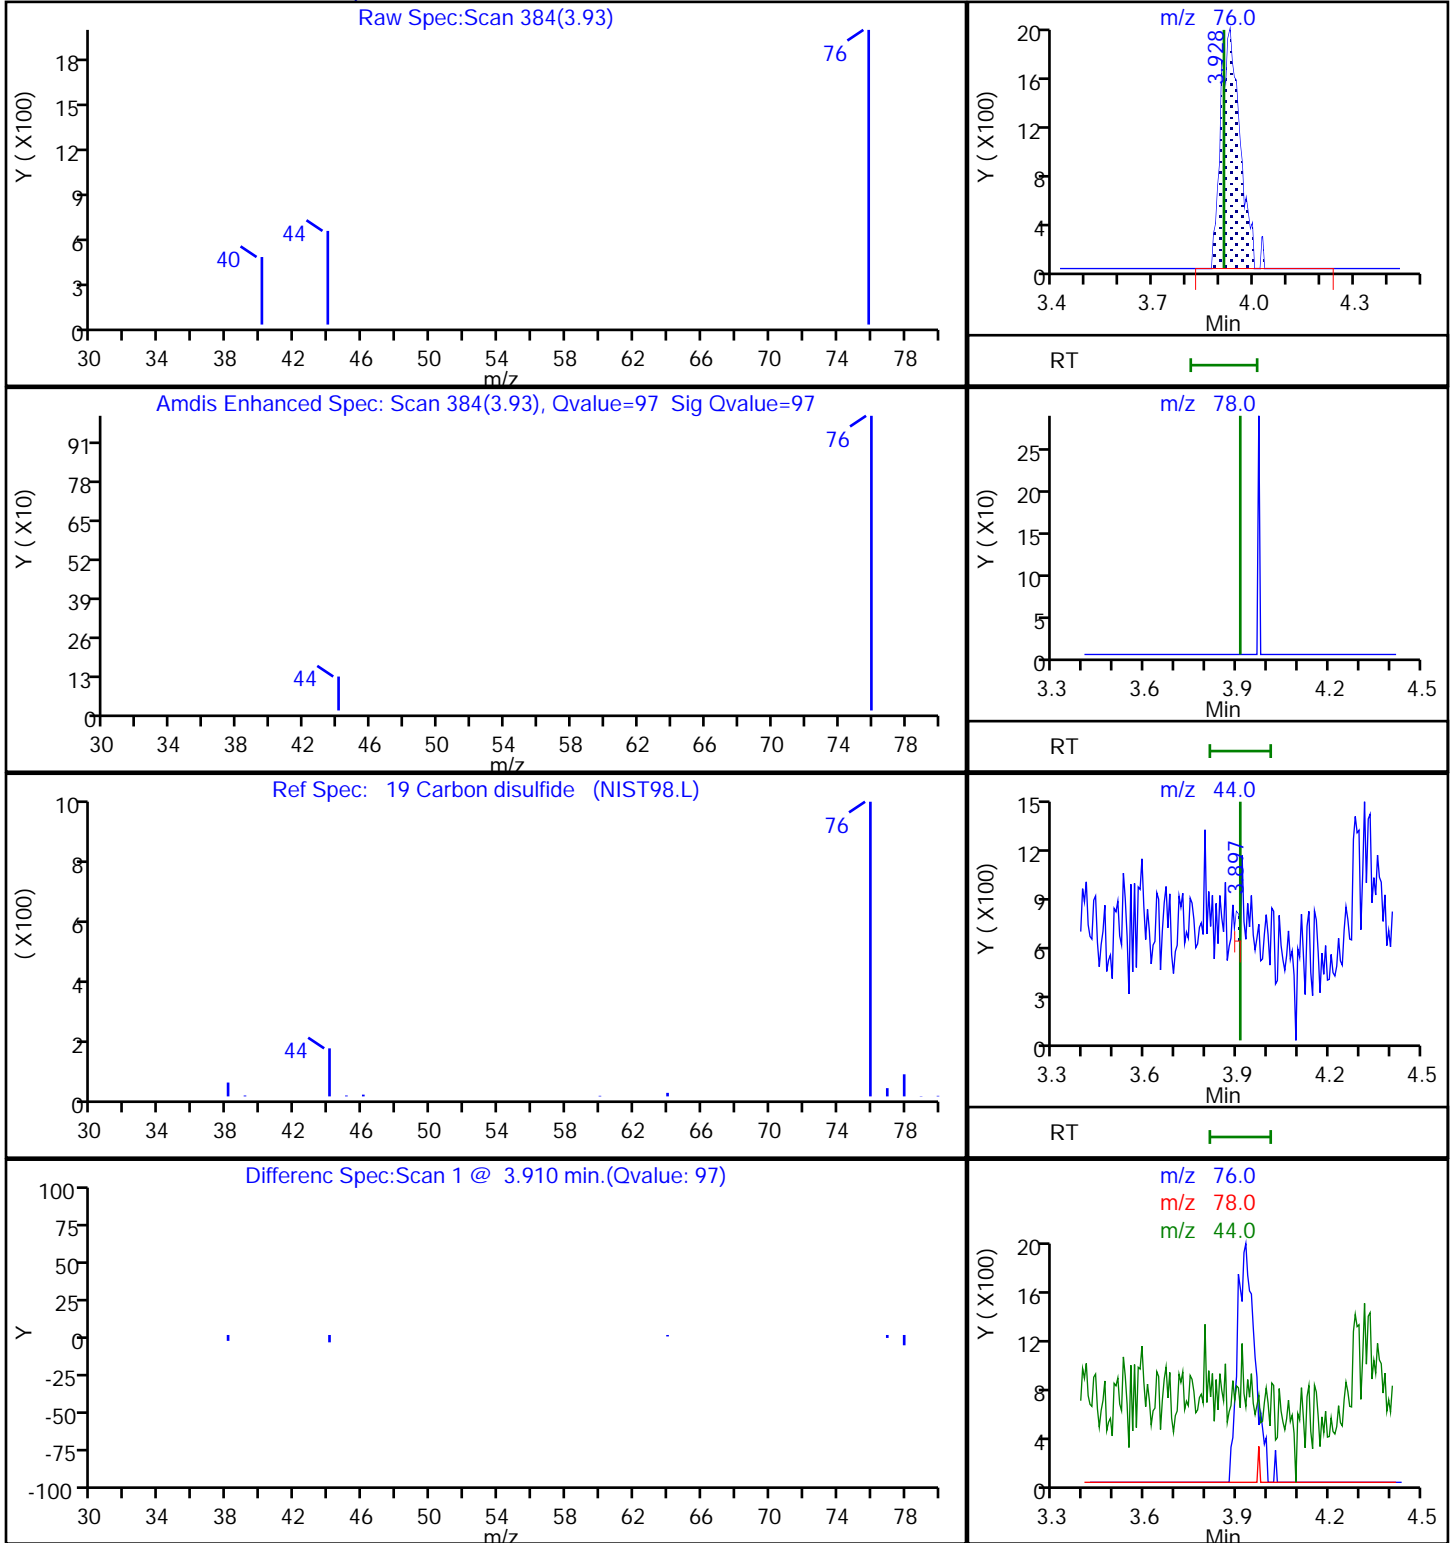 Raw Spec:Scan 384(3.93)
Y ( X100)
18
15
12
9
6
3
0
40
44
76
30 34 38 42 46 50 54 58 62 66 70 74 78
m/z
m/z 76.0
Y ( X100)
20
16
12
8
4
0
3.928
3.4 3.7 4.0 4.3
Min
RT
Amdis Enhanced Spec: Scan 384(3.93), Qvalue=97 Sig Qvalue=97
Y ( X10)
91
78
65
52
39
26
13
0
44
76
30 34 38 42 46 50 54 58 62 66 70 74 78
m/z
m/z 78.0
Y ( X10)
25
20
15
10
5
0
3.3 3.6 3.9 4.2 4.5
Min
RT
Ref Spec: 19 Carbon disulfide (NIST98.L)
( X100)
10
8
6
4
2
0
44
76
30 34 38 42 46 50 54 58 62 66 70 74 78
m/z 44.0
Y ( X100)
15
12
9
6
3
0
3.897
3.3 3.6 3.9 4.2 4.5
Min
RT
Differenc Spec:Scan 1 @ 3.910 min.(Qvalue: 97)
Y
100
75
50
25
0
-25
-50
-75
-100
30 34 38 42 46 50 54 58 62 66 70 74 78
m/z
m/z 76.0
m/z 78.0
m/z 44.0
Y ( X100)
20
16
12
8
4
0
3.3 3.6 3.9 4.2 4.5
Min